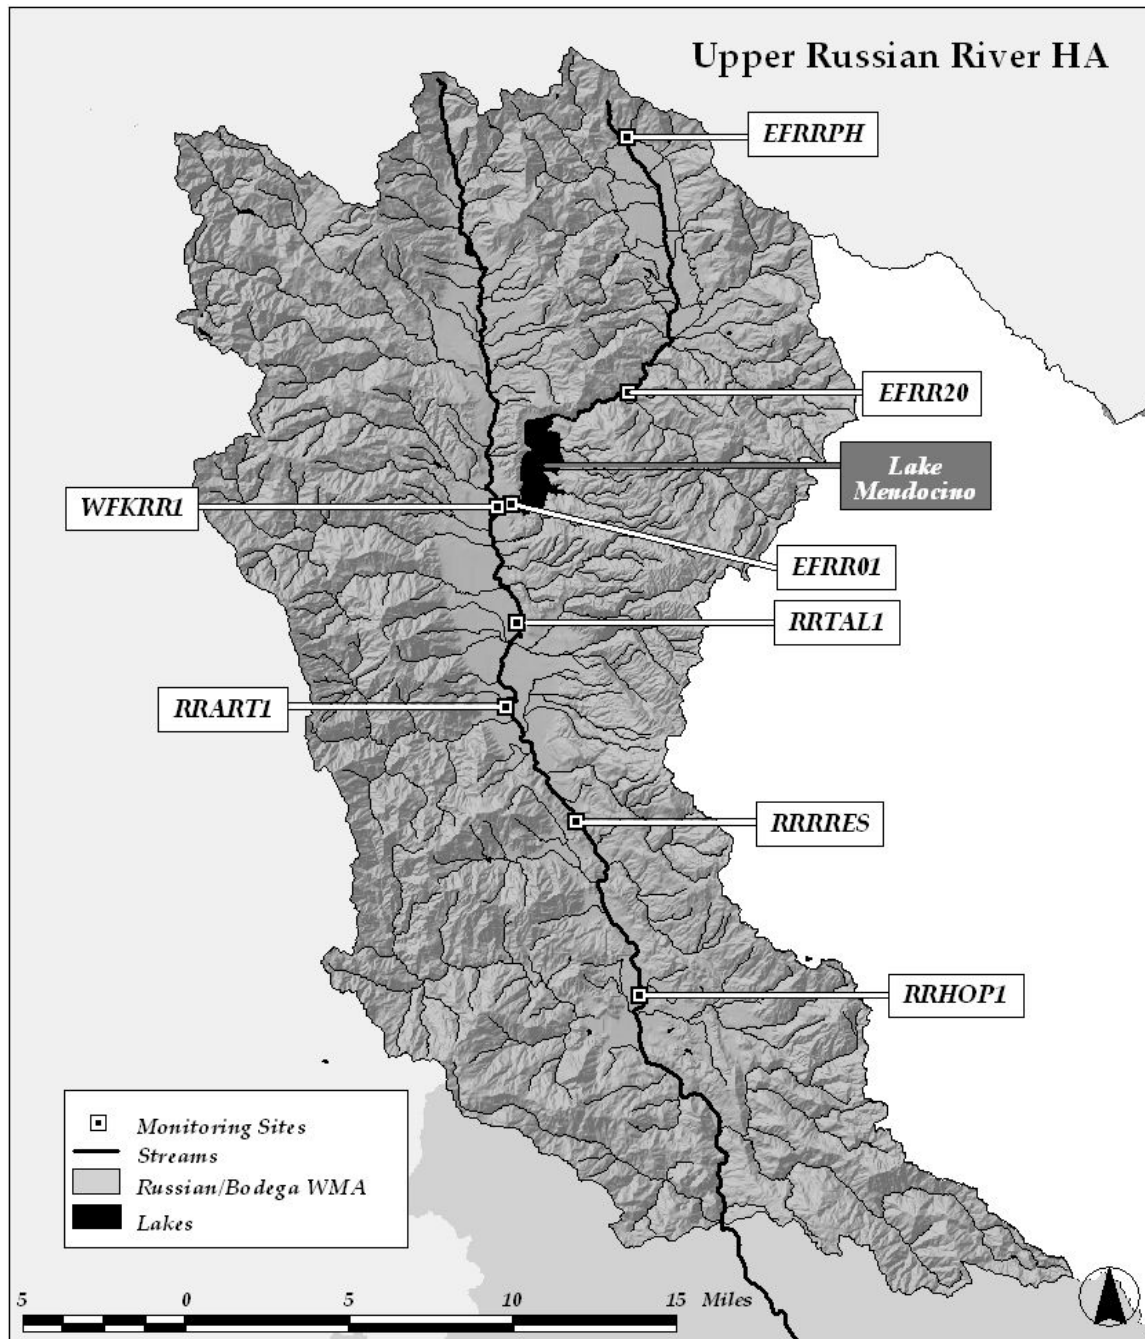 Upper Russian River HA
EFRRPH
EFRR20
Lake
Mendocino
WFKRR1
EFRR01
RRTAL1
RRART1
RRRRES
RRHOP1
Monitoring Sites
Streams
Russian/Bodega WMA
Lakes
5 0 5 10 15 Miles